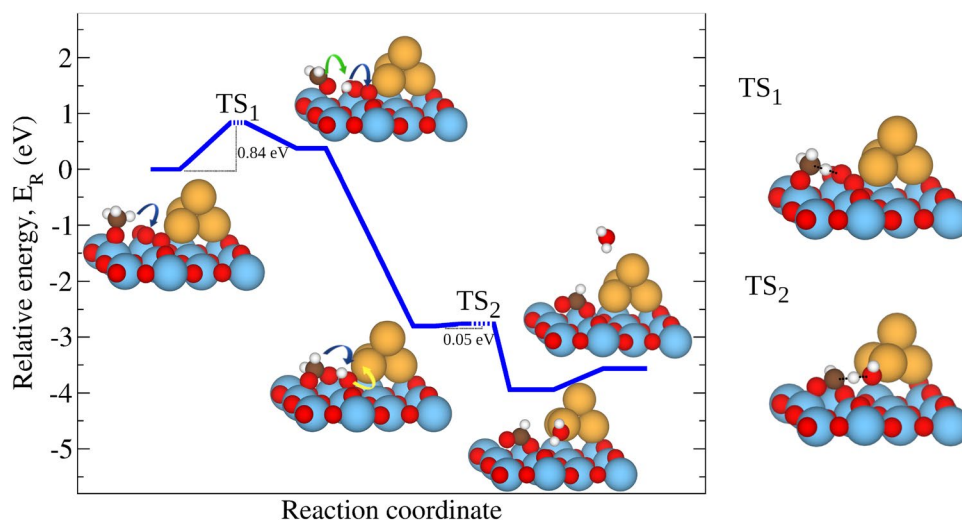 2
1
0
-1
-2
-3
-4
-5
Relative energy, E_R (eV)
Reaction coordinate
TS₁
0.84 eV
TS₂
0.05 eV
TS₁
TS₂